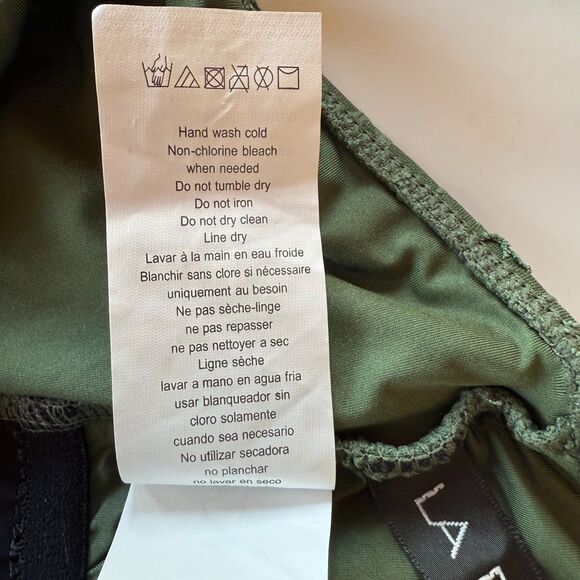 Hand wash cold
Non-chlorine bleach
when needed
Do not tumble dry
Do not iron
Do not dry clean
Line dry
Lavar à la main en eau froide
Blanchir sans clore si nécessaire
uniquement au besoin
Ne pas sèche-linge
ne pas repasser
ne pas nettoyer a sec
Ligne sèche
lavar a mano en agua fria
usar blanqueador sin
cloro solamente
cuando sea necesario
No utilizar secadora
no planchar
no lavar en seco
LA